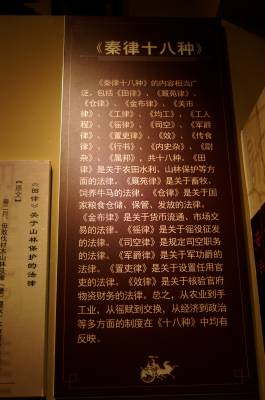 《秦律十八种》
《秦律十八种》的内容相当广
泛，包括《田律》、《厩苑律》、
《仓律》、《金布律》、《关市
律》、《工律》、《均工》、《工人
程》、《徭律》、《司空》、《军爵
律》、《置吏律》、《效》、《传食
律》、《行书》、《内史杂》、《尉
杂》、《属邦》，共十八种。《田
律》是关于农田水利、山林保护等方
面的法律。《厩苑律》是关于畜牧、
饲养牛马的法律。《仓律》是关于国
家粮食仓储、保管、发放的法律。
《金布律》是关于货币流通、市场交
易的法律。《徭律》是关于徭役征发
的法律。《司空律》是规定司空职务
的法律。《军爵律》是关于军功爵的
法律。《置吏律》是关于设置任用官
吏的法律。《效律》是关于核验官府
物资财务的法律。总之，从农业到手
工业，从徭赋到交换，从经济到政治
等多方面的制度在《十八种》中均有
反映。
《田律》关于山林保护的法律
【原文】